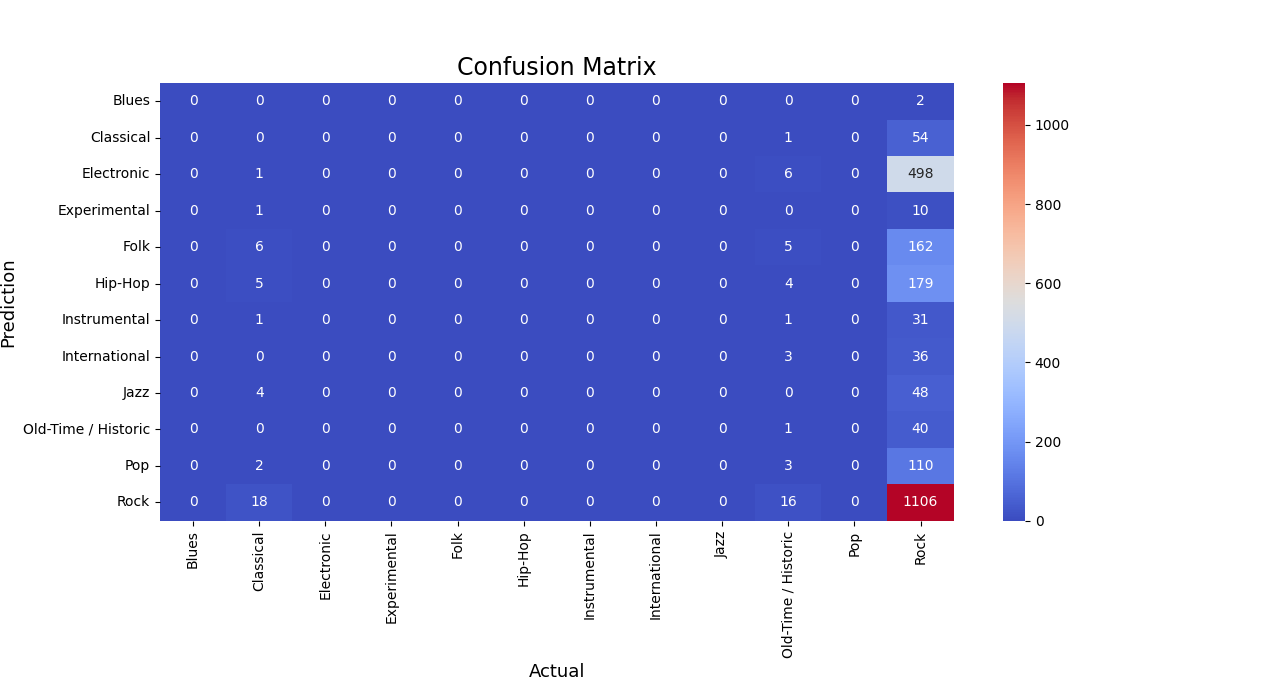 Confusion Matrix
Blues 0 0 0 0 0 0 0 0 0 0 0 2
Classical 0 0 0 0 0 0 0 0 0 1 0 54
Electronic 0 1 0 0 0 0 0 0 0 6 0 498
Experimental 0 1 0 0 0 0 0 0 0 0 0 10
Folk 0 6 0 0 0 0 0 0 0 5 0 162
Hip-Hop 0 5 0 0 0 0 0 0 0 4 0 179
Instrumental 0 1 0 0 0 0 0 0 0 1 0 31
International 0 0 0 0 0 0 0 0 0 3 0 36
Jazz 0 4 0 0 0 0 0 0 0 0 0 48
Old-Time / Historic 0 0 0 0 0 0 0 0 0 1 0 40
Pop 0 2 0 0 0 0 0 0 0 3 0 110
Rock 0 18 0 0 0 0 0 0 0 16 0 1106
Prediction
Blues
Classical
Electronic
Experimental
Folk
Hip-Hop
Instrumental
International
Jazz
Old-Time / Historic
Pop
Rock
Actual
1000
800
600
400
200
0